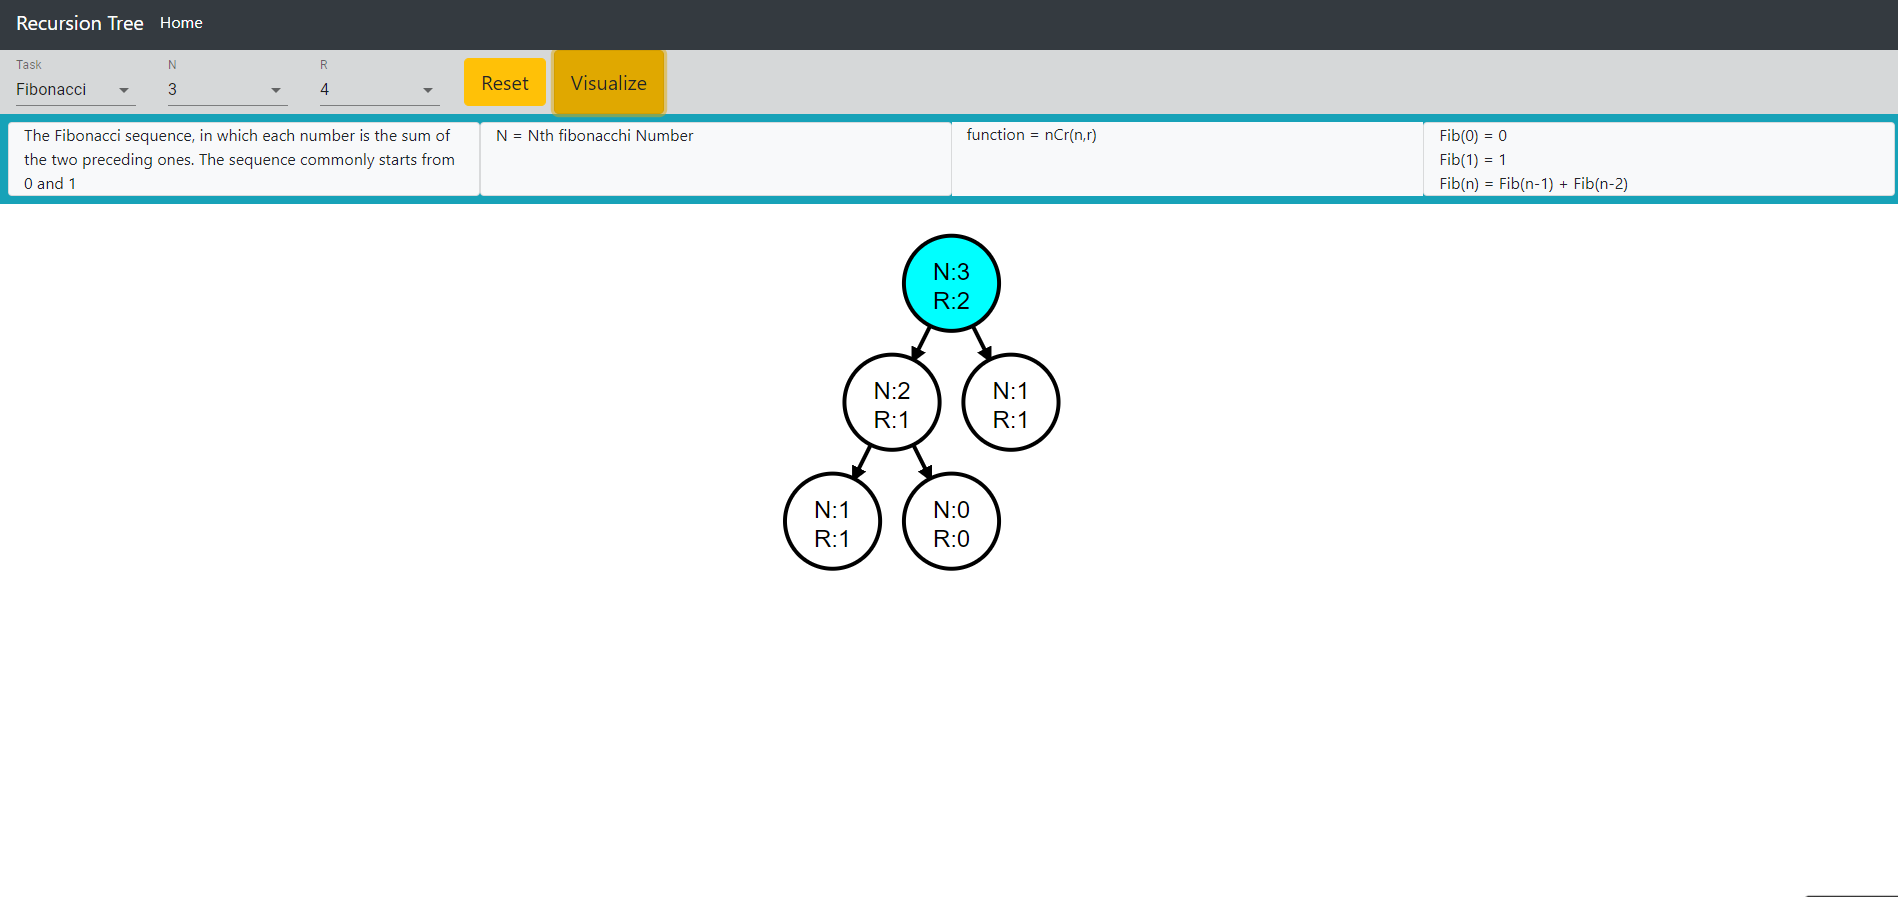 Recursion Tree Home
Task
Fibonacci
N
3
R
4
Reset
Visualize
The Fibonacci sequence, in which each number is the sum of
the two preceding ones. The sequence commonly starts from
0 and 1
N = Nth fibonacchi Number
function = nCr(n,r)
Fib(0) = 0
Fib(1) = 1
Fib(n) = Fib(n-1) + Fib(n-2)
N:3
R:2
N:2
R:1
N:1
R:1
N:1
R:1
N:0
R:0